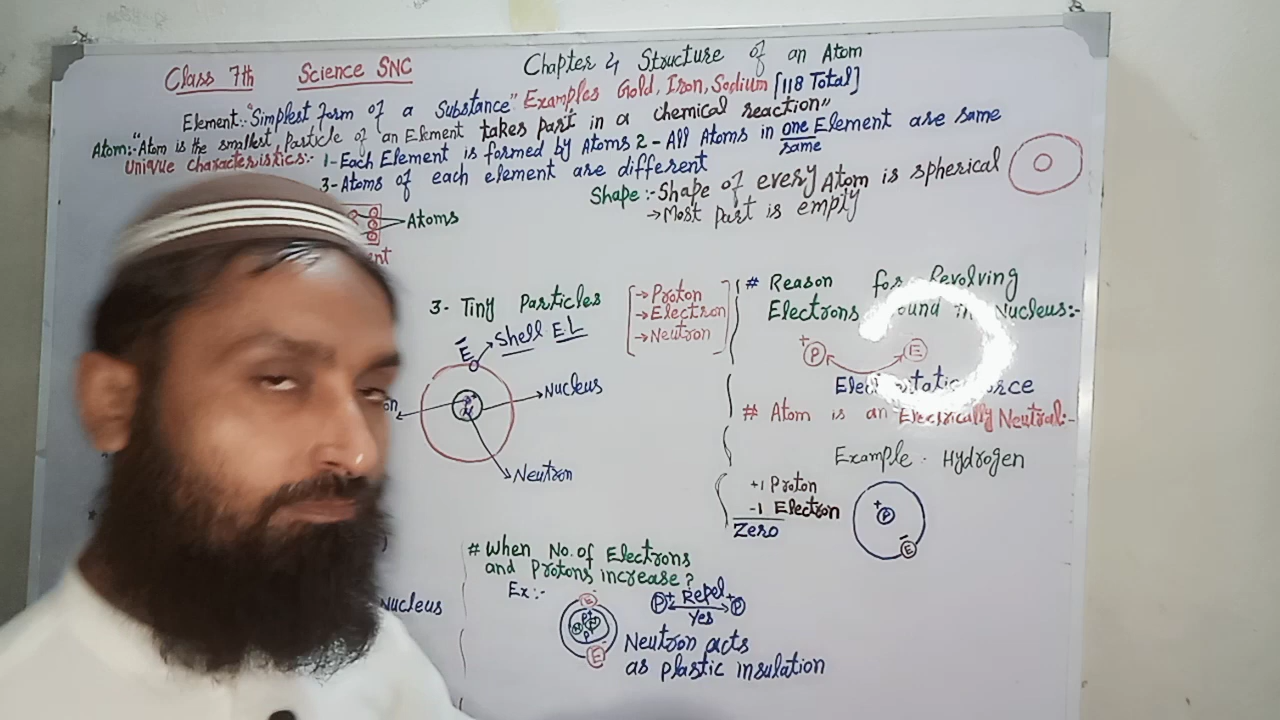 Class 7th Science SNC Chapter 4 Structure of an Atom
Element:- "Simplest form of a Substance" Examples Gold, Iron, Sodium [118 Total]
Atom:- "Atom is the smallest Particle of an Element takes part in a chemical reaction"
Uniqvue characteristics:- 1-Each Element is formed by Atoms 2-All Atoms in one Element are same
same
3-Atoms of each element are different
Shape:-Shape of every Atom is spherical
→Most part is empty
Atoms
3- Tiny Particles
→Proton
→Electron
→Neutron
E Shell E L
Nucleus
Neutron
# Reason for Revolving
Electrons the Nucleus:-
+ P E
# Atom is an Electrically Neutral:-
Example - Hydrogen
+1 Proton
-1 Electron
Zero
+ P
- E
# When No. of Electrons
and Protons increase?
Ex:-
E
E
P+ Repel +P
Yes
Neutron acts
as plastic insulation
Nucleus